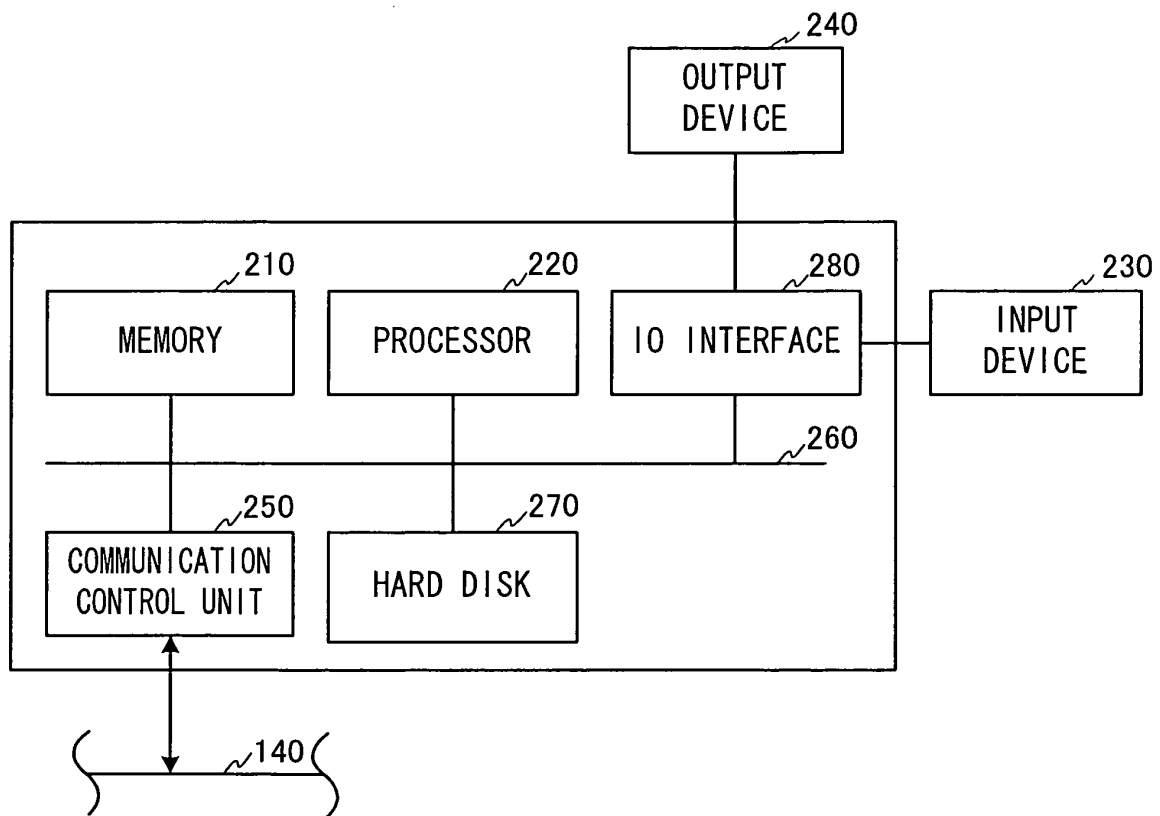 240
OUTPUT
DEVICE
210
220
280
230
MEMORY
PROCESSOR
IO INTERFACE
INPUT
DEVICE
260
250
270
COMMUNICATION
CONTROL UNIT
HARD DISK
140